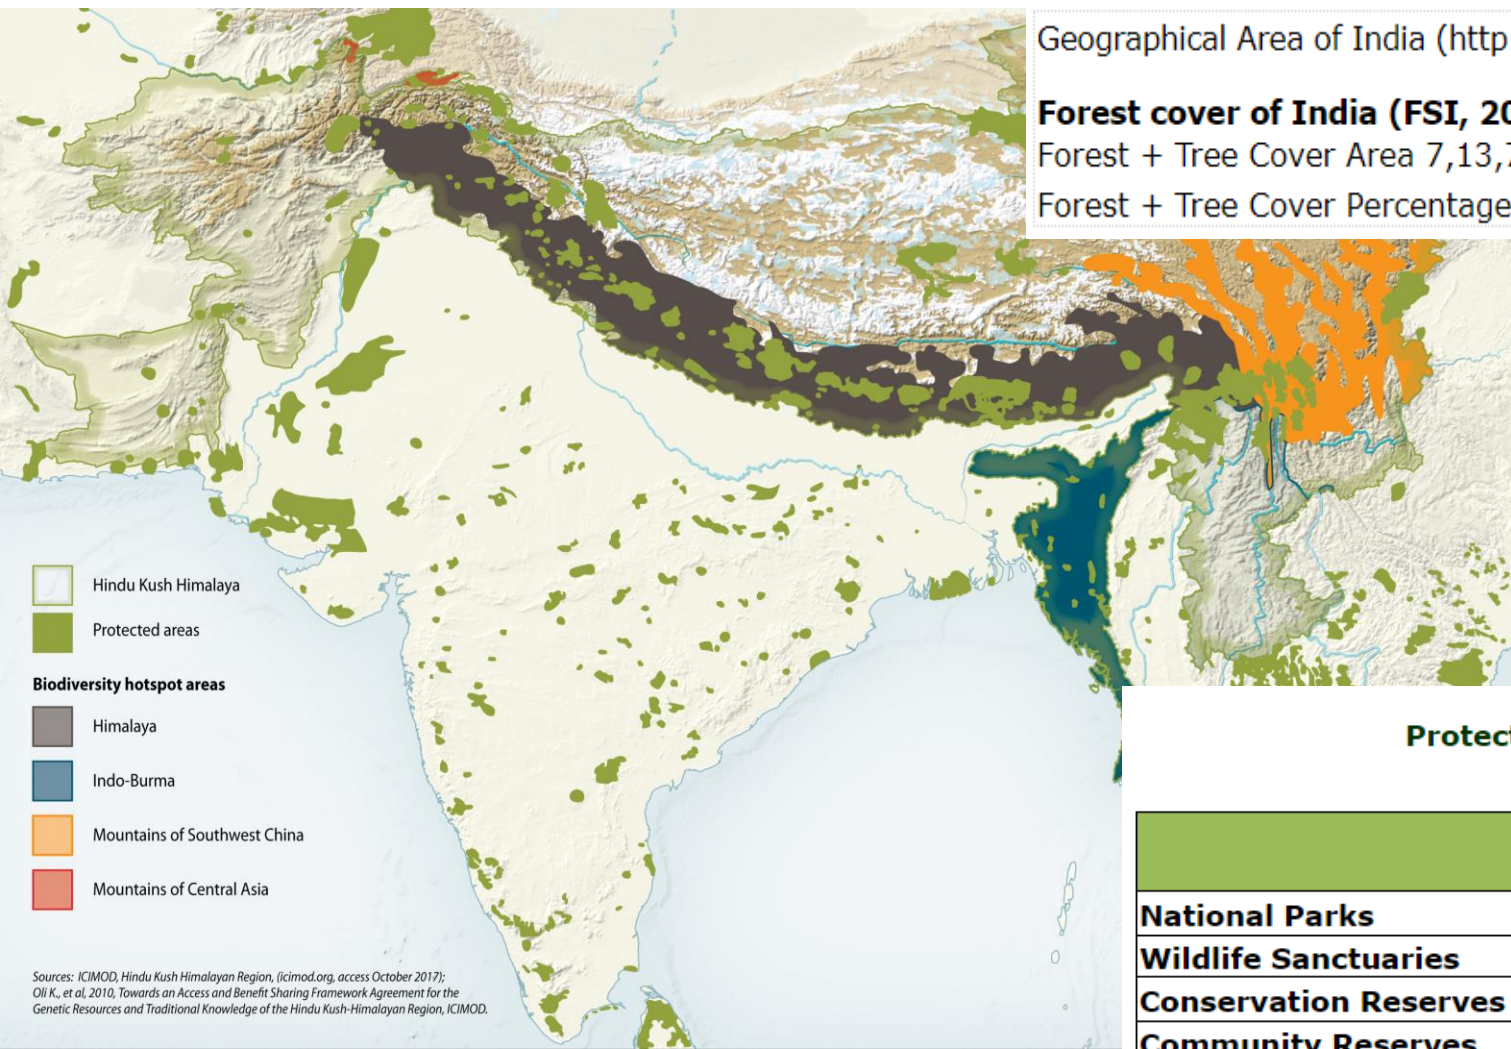 Geographical Area of India (http
Forest cover of India (FSI, 20
Forest + Tree Cover Area 7,13,7
Forest + Tree Cover Percentage
Hindu Kush Himalaya
Protected areas
Biodiversity hotspot areas
Himalaya
Indo-Burma
Mountains of Southwest China
Mountains of Central Asia
Sources: ICIMOD, Hindu Kush Himalayan Region, (icimod.org, access October 2017);
Oli K., et al, 2010, Towards an Access and Benefit Sharing Framework Agreement for the
Genetic Resources and Traditional Knowledge of the Hindu Kush-Himalayan Region, ICIMOD.
Protect
National Parks
Wildlife Sanctuaries
Conservation Reserves
Community Reserves